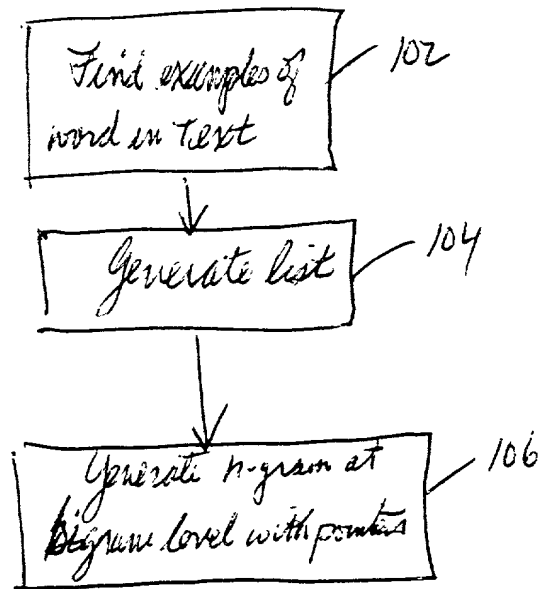 Find examples of
word in Text
102
Generate list
104
Generate n-gram at
bigram level with pointers
106